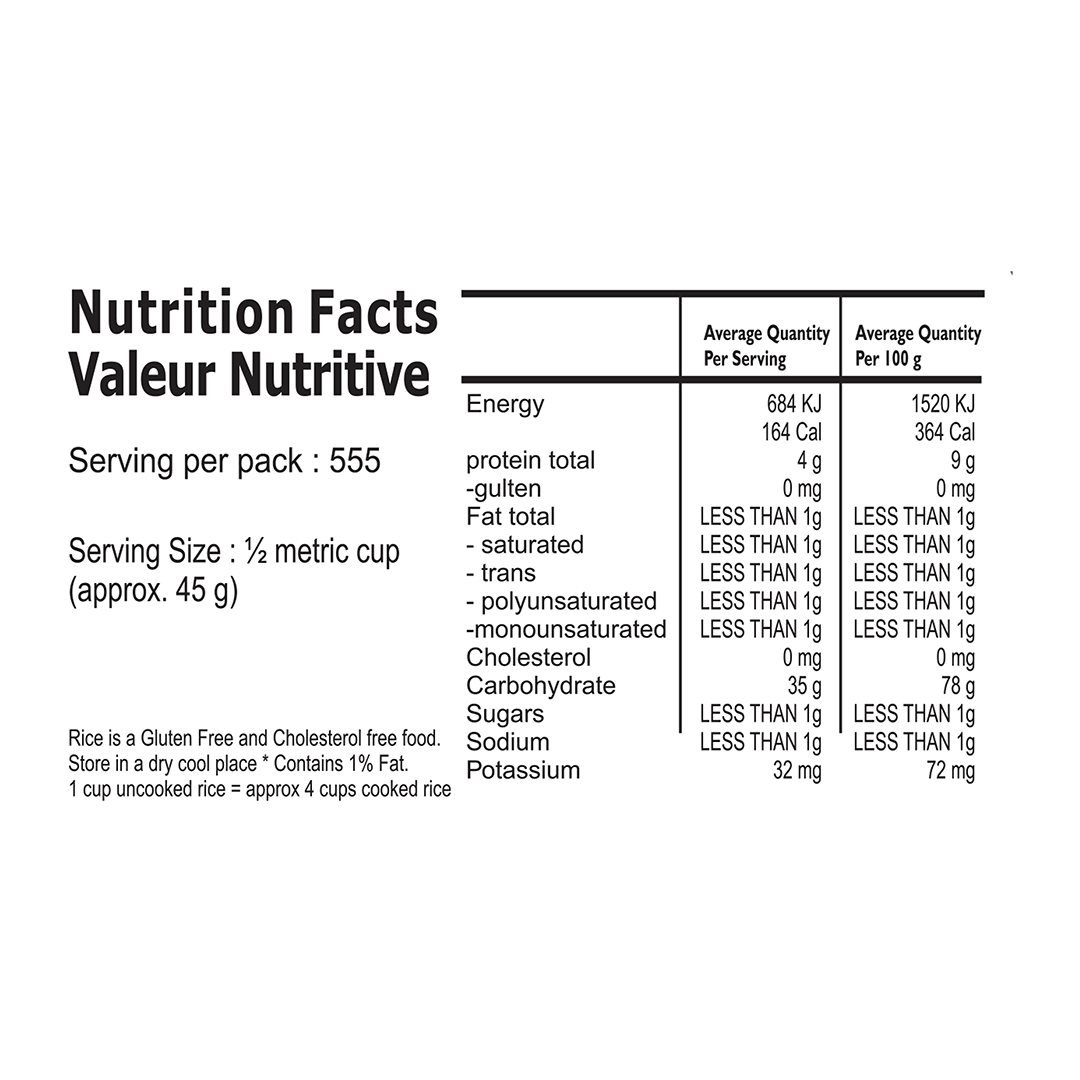 Nutrition Facts
Valeur Nutritive
Serving per pack : 555
Serving Size : ½ metric cup
(approx. 45 g)
Rice is a Gluten Free and Cholesterol free food.
Store in a dry cool place * Contains 1% Fat.
1 cup uncooked rice = approx 4 cups cooked rice
Average Quantity Average Quantity
Per Serving Per 100 g
Energy 684 KJ 1520 KJ
164 Cal 364 Cal
protein total 4 g 9 g
-gulten 0 mg 0 mg
Fat total LESS THAN 1g LESS THAN 1g
- saturated LESS THAN 1g LESS THAN 1g
- trans LESS THAN 1g LESS THAN 1g
- polyunsaturated LESS THAN 1g LESS THAN 1g
-monounsaturated LESS THAN 1g LESS THAN 1g
Cholesterol 0 mg 0 mg
Carbohydrate 35 g 78 g
Sugars LESS THAN 1g LESS THAN 1g
Sodium LESS THAN 1g LESS THAN 1g
Potassium 32 mg 72 mg